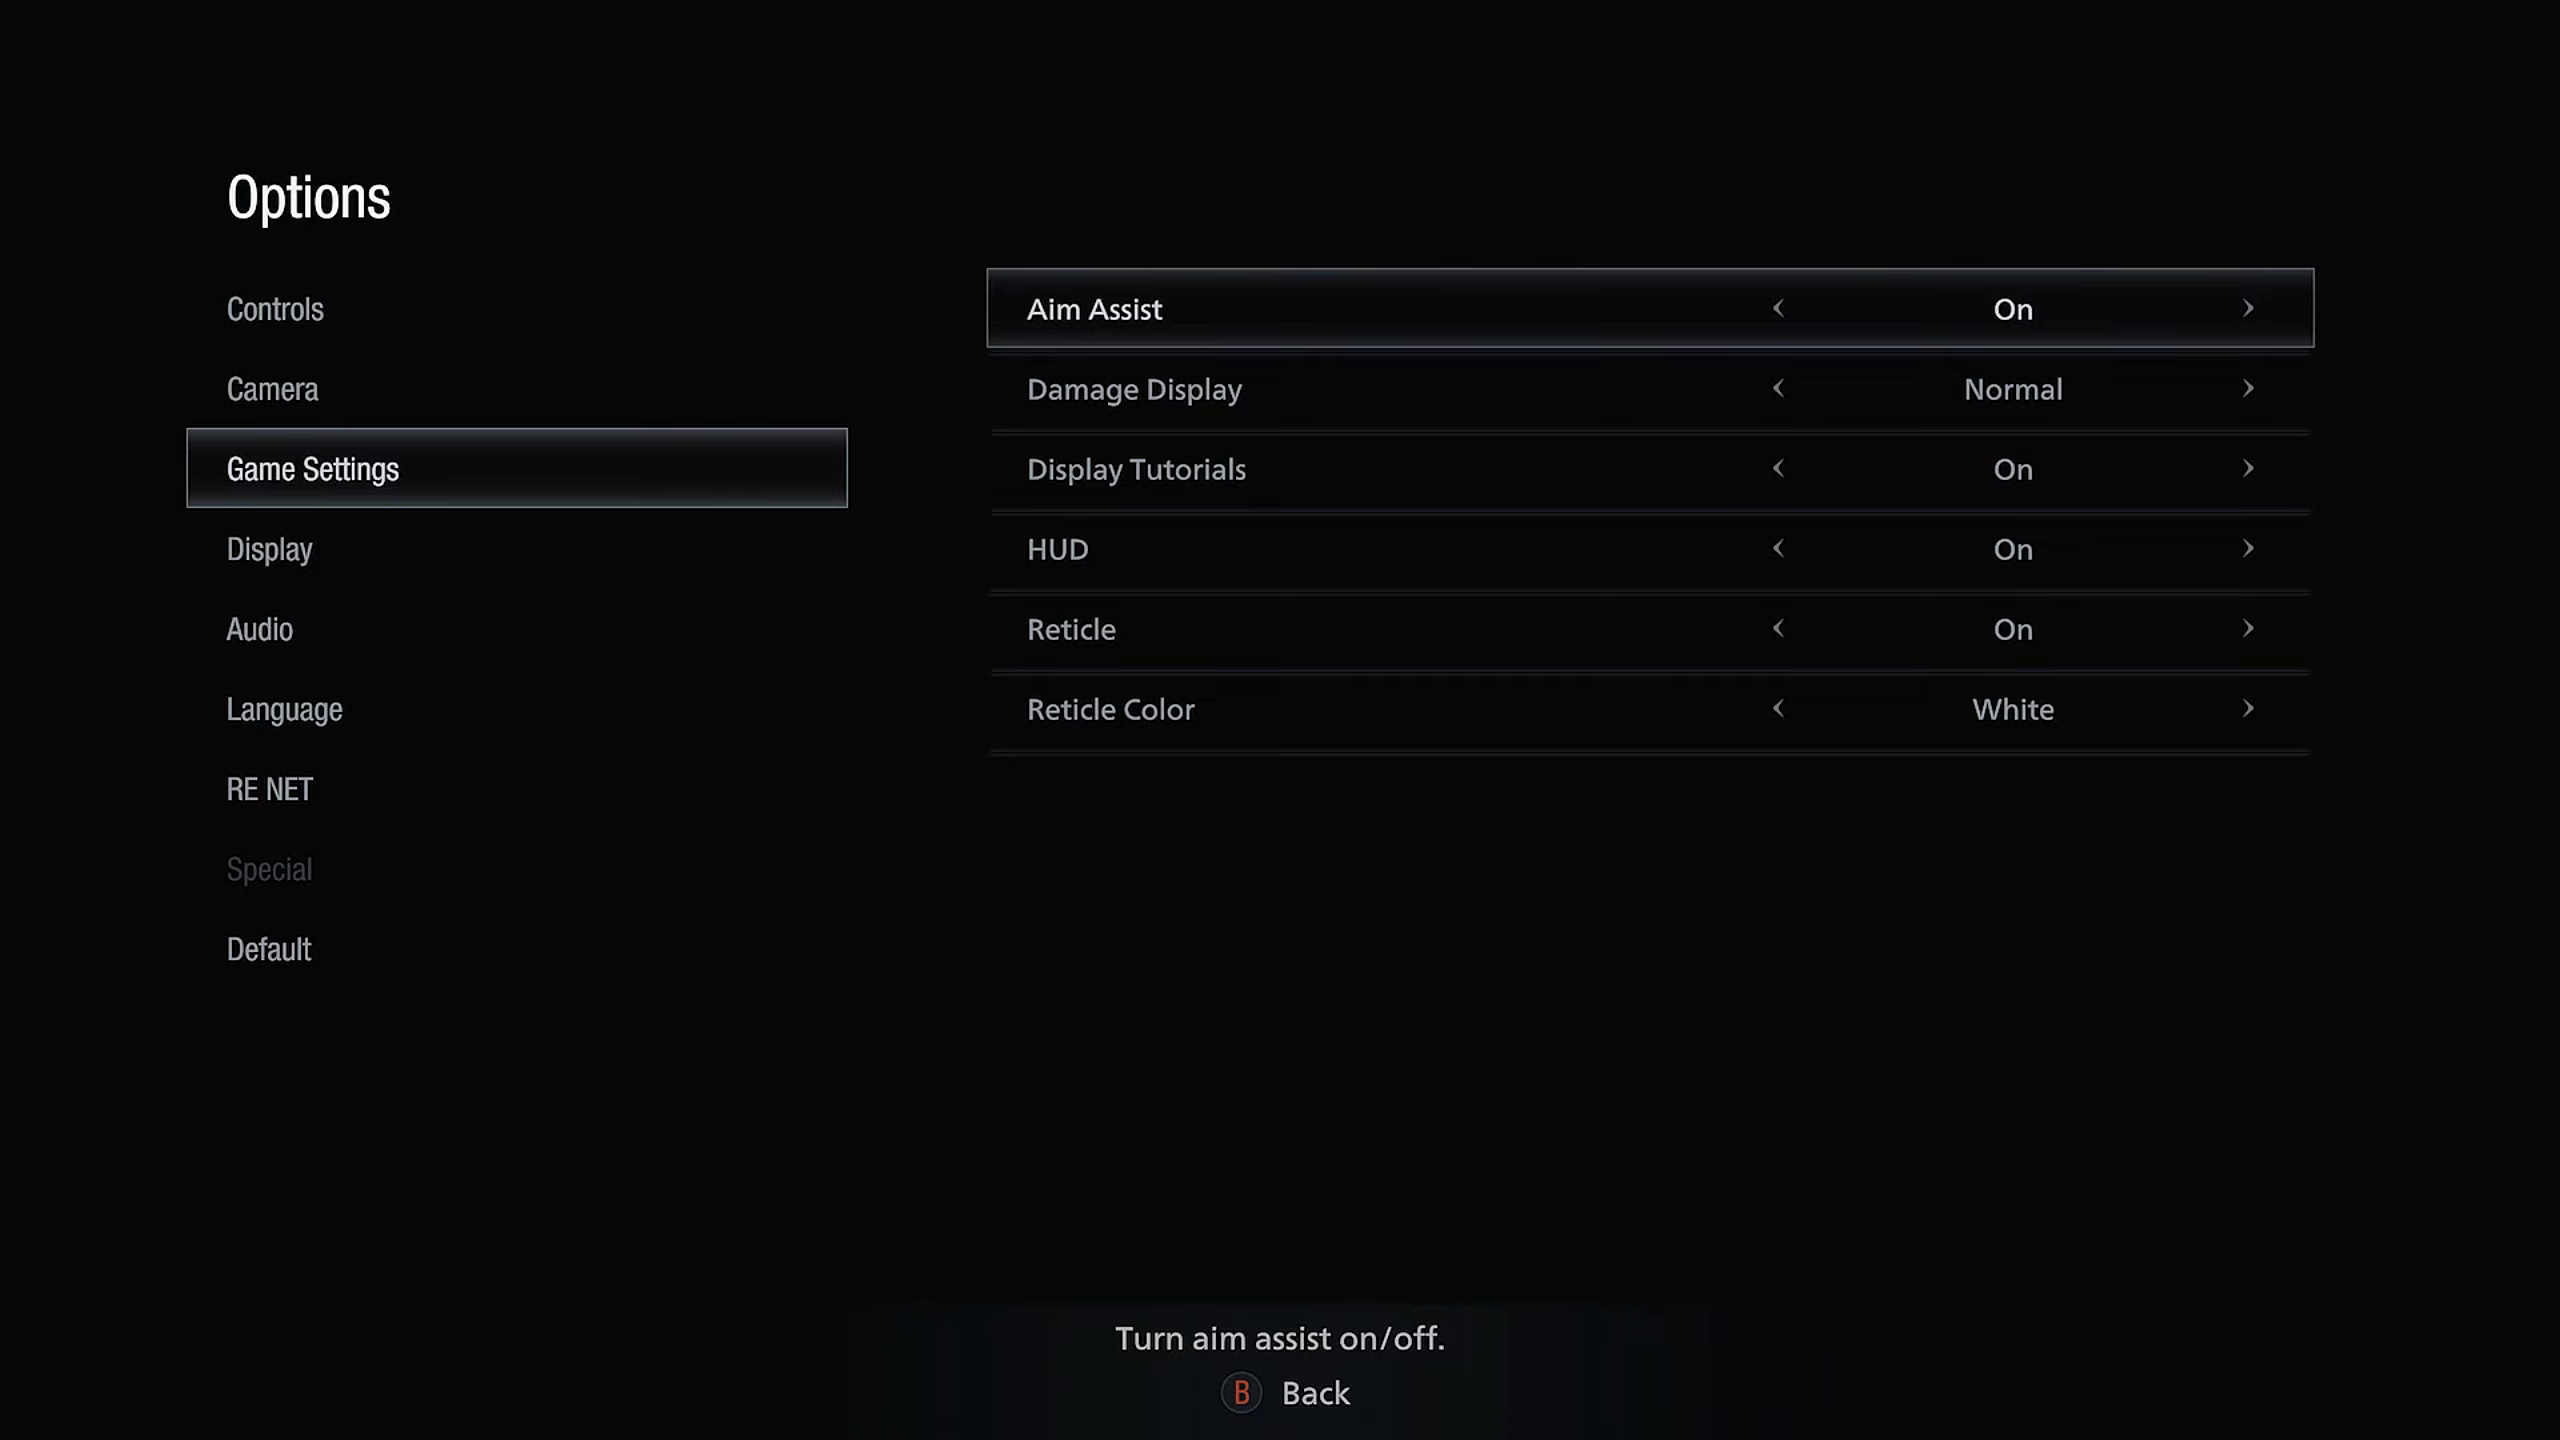 Options
Controls
Camera
Game Settings
Display
Audio
Language
RE NET
Special
Default
Aim Assist On
Damage Display Normal
Display Tutorials On
HUD On
Reticle On
Reticle Color White
Turn aim assist on/off.
B Back